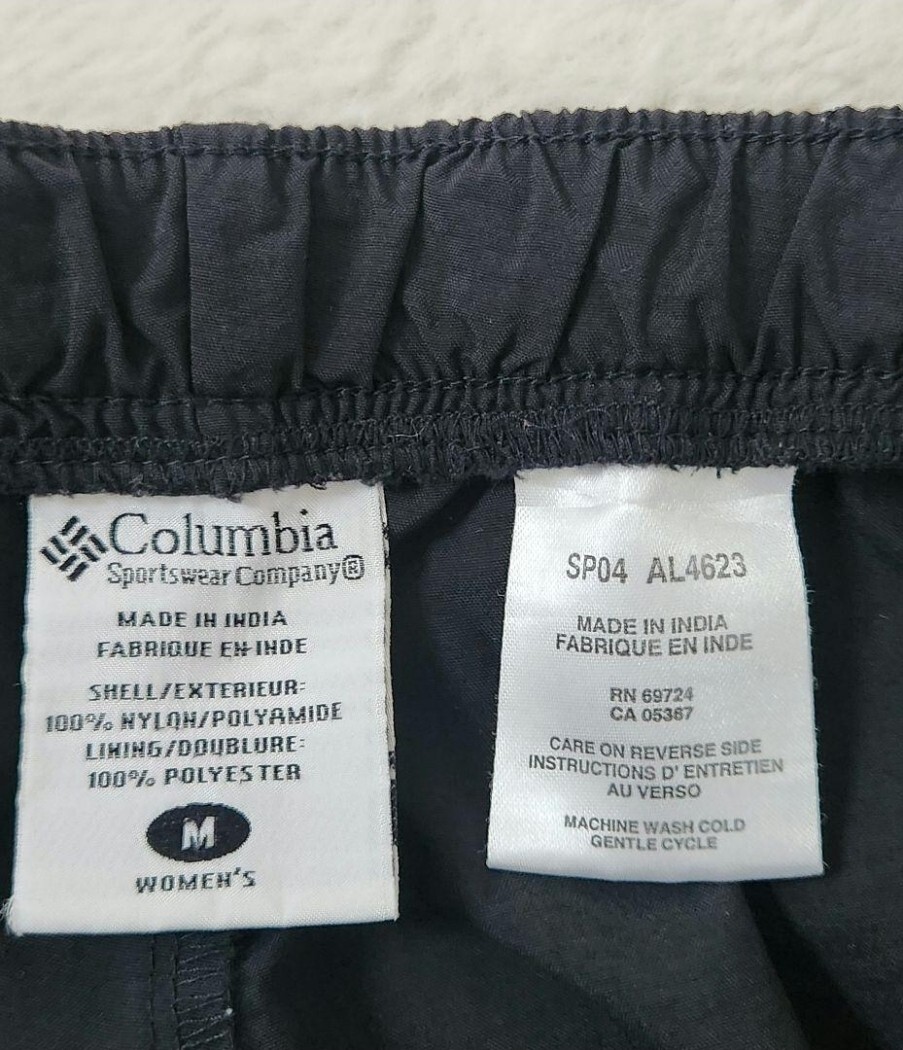 Columbia
Sportswear Company®
MADE IN INDIA
FABRIQUE EN INDE
SHELL/EXTERIEUR:
100% NYLON/POLYAMIDE
LINING/DOUBLURE:
100% POLYESTER
M
WOMEN'S
SP04 AL4623
MADE IN INDIA
FABRIQUE EN INDE
RN 69724
CA 05367
CARE ON REVERSE SIDE
INSTRUCTIONS D' ENTRETIEN
AU VERSO
MACHINE WASH COLD
GENTLE CYCLE